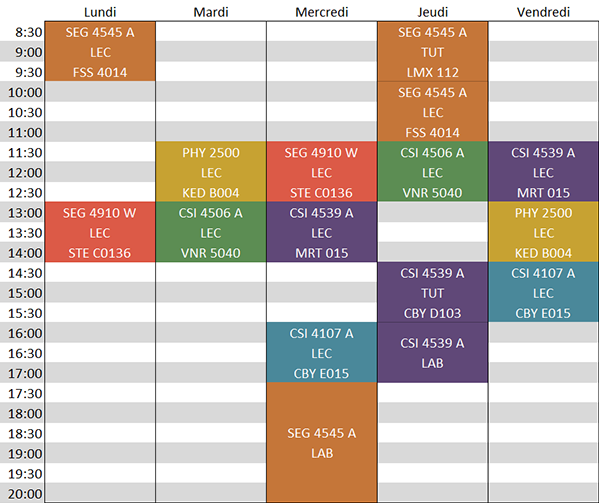 Lundi Mardi Mercredi Jeudi Vendredi
8:30 SEG 4545 A SEG 4545 A
9:00 LEC TUT
9:30 FSS 4014 LMX 112
10:00 SEG 4545 A
10:30 LEC
11:00 FSS 4014
11:30 PHY 2500 SEG 4910 W CSI 4506 A CSI 4539 A
12:00 LEC LEC LEC LEC
12:30 KED B004 STE C0136 VNR 5040 MRT 015
13:00 SEG 4910 W CSI 4506 A CSI 4539 A PHY 2500
13:30 LEC LEC LEC LEC
14:00 STE C0136 VNR 5040 MRT 015 KED B004
14:30 CSI 4539 A CSI 4107 A
15:00 TUT LEC
15:30 CBY D103 CBY E015
16:00 CSI 4107 A
16:30 LEC CSI 4539 A
17:00 CBY E015 LAB
17:30
18:00
18:30 SEG 4545 A
19:00 LAB
19:30
20:00